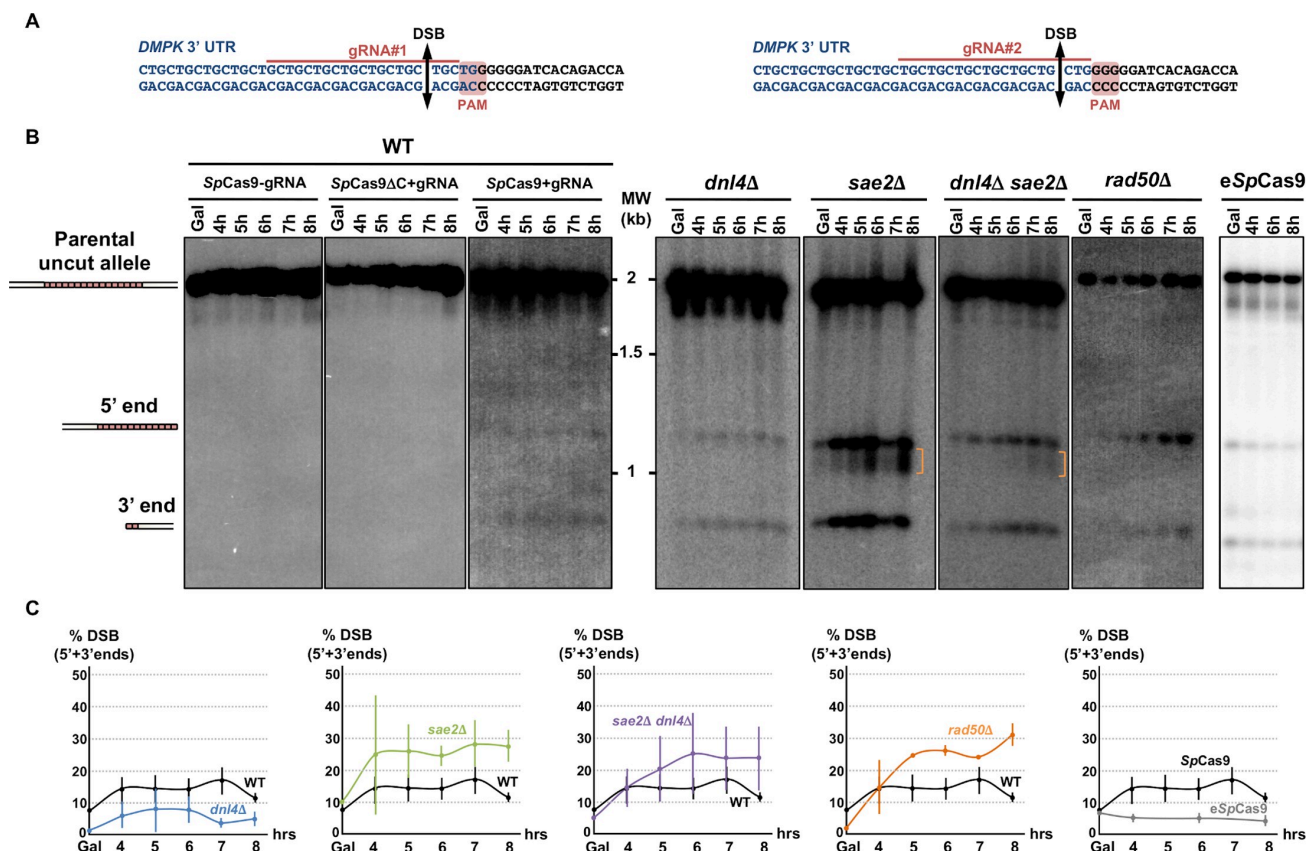 A
DMPK 3' UTR
gRNA#1
DSB
CTGCTGCTGCTGCTGCTGCTGCTGCTGCTGC TGCTGGGGGGATCACAGACCA
GACGACGACGACGACGACGACGACGACGACG ACGACCCCCCTAGTGTCTGGT
PAM
DMPK 3' UTR
gRNA#2
DSB
CTGCTGCTGCTGCTGCTGCTGCTGCTGCTGCTG CTGGGGGGATCACAGACCA
GACGACGACGACGACGACGACGACGACGACGAC GACCCCCCTAGTGTCTGGT
PAM
B
WT
SpCas9-gRNA SpCas9ΔC+gRNA SpCas9+gRNA
MW (kb)
dnl4Δ sae2Δ dnl4Δ sae2Δ rad50Δ eSpCas9
Gal 4h 5h 6h 7h 8h Gal 4h 5h 6h 7h 8h Gal 4h 5h 6h 7h 8h
Gal 4h 5h 6h 7h 8h Gal 4h 5h 6h 7h 8h Gal 4h 5h 6h 7h 8h Gal 4h 5h 6h 7h 8h Gal 4h 6h 8h
Parental
uncut allele
2
1.5
5' end
1
3' end
C
% DSB
(5'+3'ends)
50
40
30
20
10
0
WT
dnl4Δ
hrs
Gal 4 5 6 7 8
% DSB
(5'+3'ends)
50
40
30
20
10
0
sae2Δ
WT
hrs
Gal 4 5 6 7 8
% DSB
(5'+3'ends)
50
40
30
20
10
0
sae2Δ dnl4Δ
WT
hrs
Gal 4 5 6 7 8
% DSB
(5'+3'ends)
50
40
30
20
10
0
rad50Δ
WT
hrs
Gal 4 5 6 7 8
% DSB
(5'+3'ends)
50
40
30
20
10
0
SpCas9
eSpCas9
hrs
Gal 4 5 6 7 8